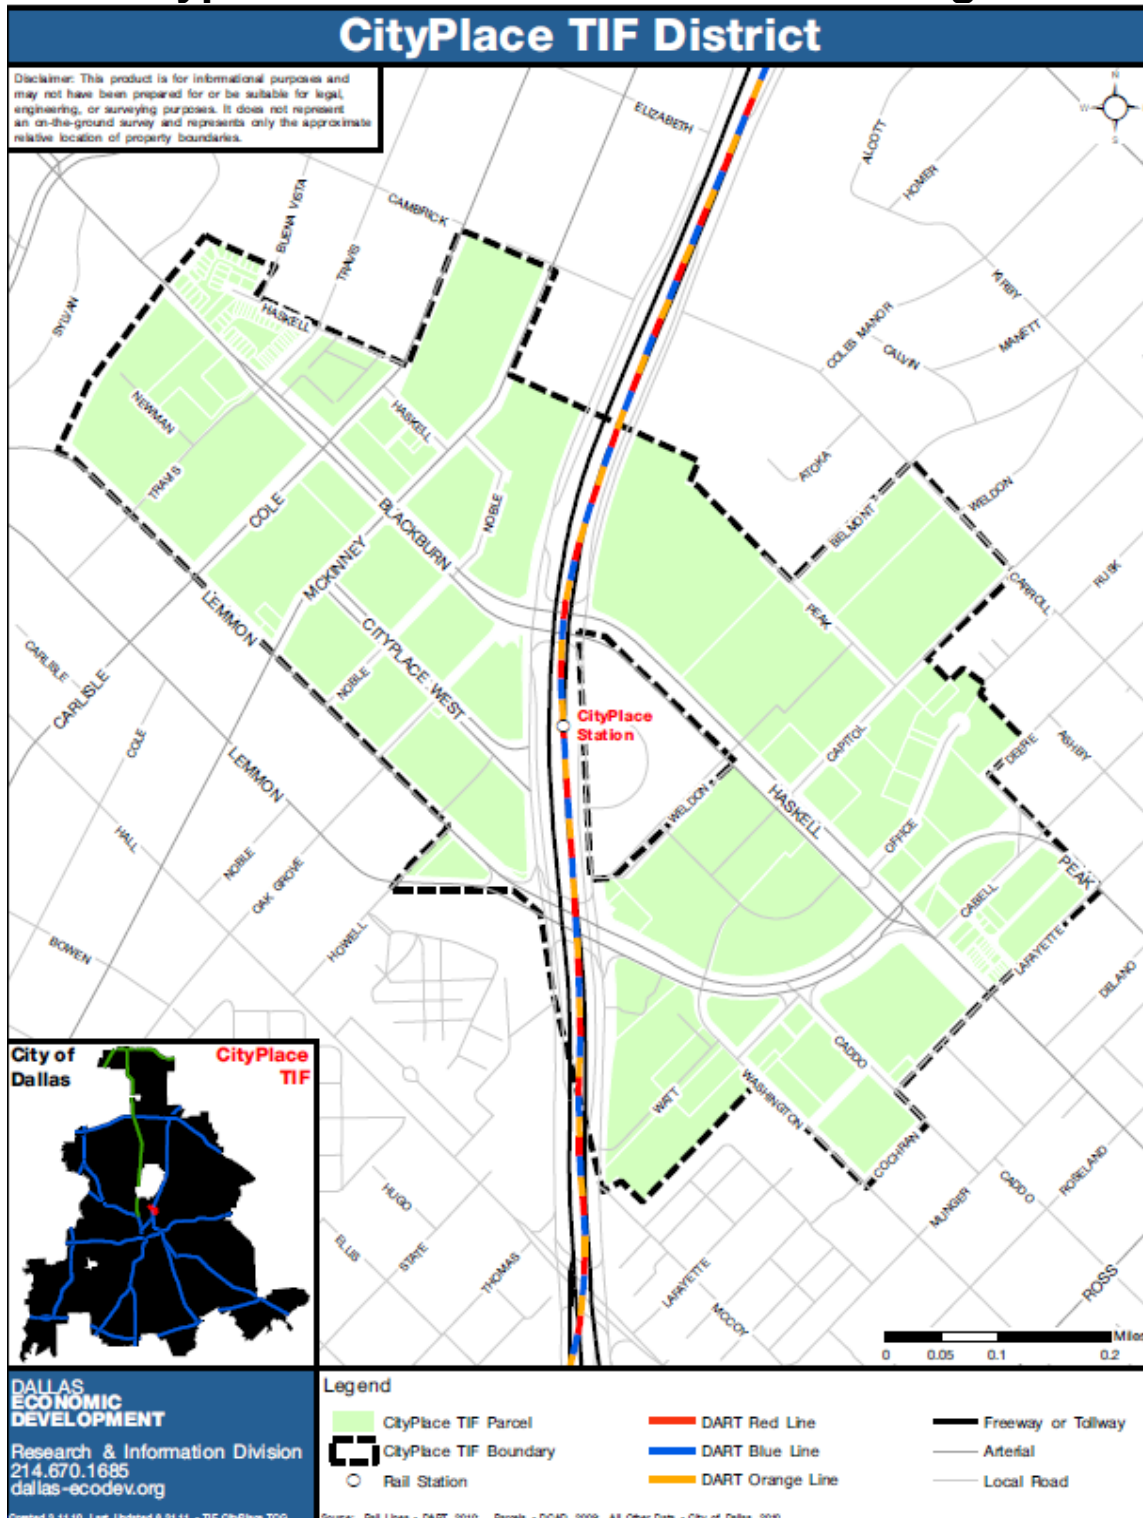 CityPlace TIF District
Disclaimer: This product is for informational purposes and
may not have been prepared for or be suitable for legal,
engineering, or surveying purposes. It does not represent
an on-the-ground survey and represents only the approximate
relative location of property boundaries.
N
W
S
ELIZABETH
ALCOTT
HOMER
BUENA VISTA
CAMBRICK
TRAVIS
KIRBY
SYLVAN
HASKELL
COLES MANOR
MANETT
CALVIN
NEWMAN
HASKELL
ATOKA
TRAVIS
COLE
NOBLE
BELMONT
WELDON
BLACKBURN
MCKINNEY
RUSK
CARROLL
LEMMON
PEAK
CITYPLACE WEST
CARLISLE
NOBLE
CARLISLE
CityPlace
Station
COLE
CAPITOL
DEERE
ASHBY
LEMMON
WELDON
HASKELL
HALL
OFFICE
NOBLE
OAK GROVE
PEAK
CABELL
BOWEN
HOWELL
LAFAYETTE
DELANO
City of
Dallas
CityPlace
TIF
CADDO
WATT
WASHINGTON
COCHRAN
HUGO
CADDO
ROSELAND
MUNGER
ELLIS
STATE
THOMAS
LAFAYETTE
MCCOY
ROSS
Miles
0 0.05 0.1 0.2
DALLAS
ECONOMIC
DEVELOPMENT
Research & Information Division
214.670.1685
dallas-ecodev.org
Legend
CityPlace TIF Parcel
CityPlace TIF Boundary
Rail Station
DART Red Line
DART Blue Line
DART Orange Line
Freeway or Tollway
Arterial
Local Road